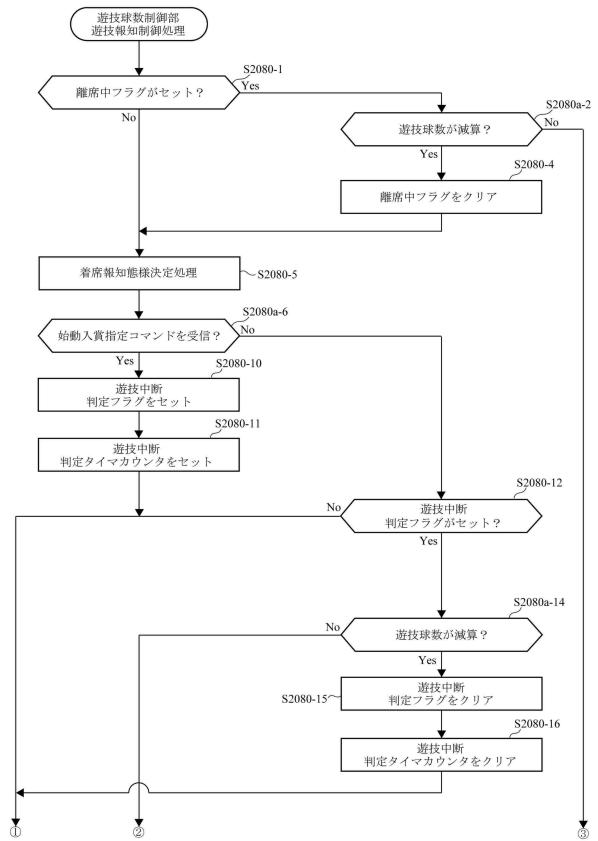 遊技球数制御部
遊技報知制御処理
S2080-1
離席中フラグがセット？
Yes
No
S2080a-2
遊技球数が減算？
No
Yes
S2080-4
離席中フラグをクリア
着席報知態様決定処理
S2080-5
S2080a-6
始動入賞指定コマンドを受信？
No
Yes
S2080-10
遊技中断
判定フラグをセット
S2080-11
遊技中断
判定タイマカウンタをセット
S2080-12
No
遊技中断
判定フラグがセット？
Yes
S2080a-14
No
遊技球数が減算？
Yes
S2080-15
遊技中断
判定フラグをクリア
S2080-16
遊技中断
判定タイマカウンタをクリア
① ② ③